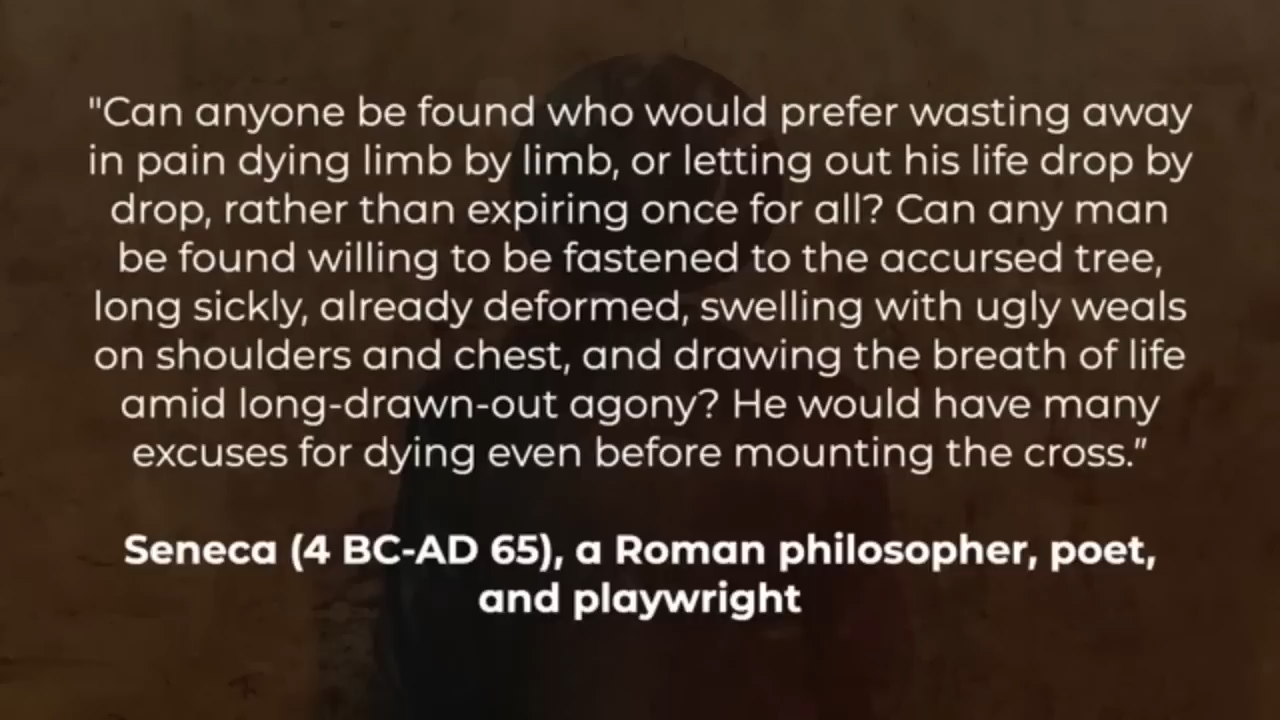 "Can anyone be found who would prefer wasting away
in pain dying limb by limb, or letting out his life drop by
drop, rather than expiring once for all? Can any man
be found willing to be fastened to the accursed tree,
long sickly, already deformed, swelling with ugly weals
on shoulders and chest, and drawing the breath of life
amid long-drawn-out agony? He would have many
excuses for dying even before mounting the cross."
Seneca (4 BC-AD 65), a Roman philosopher, poet,
and playwright